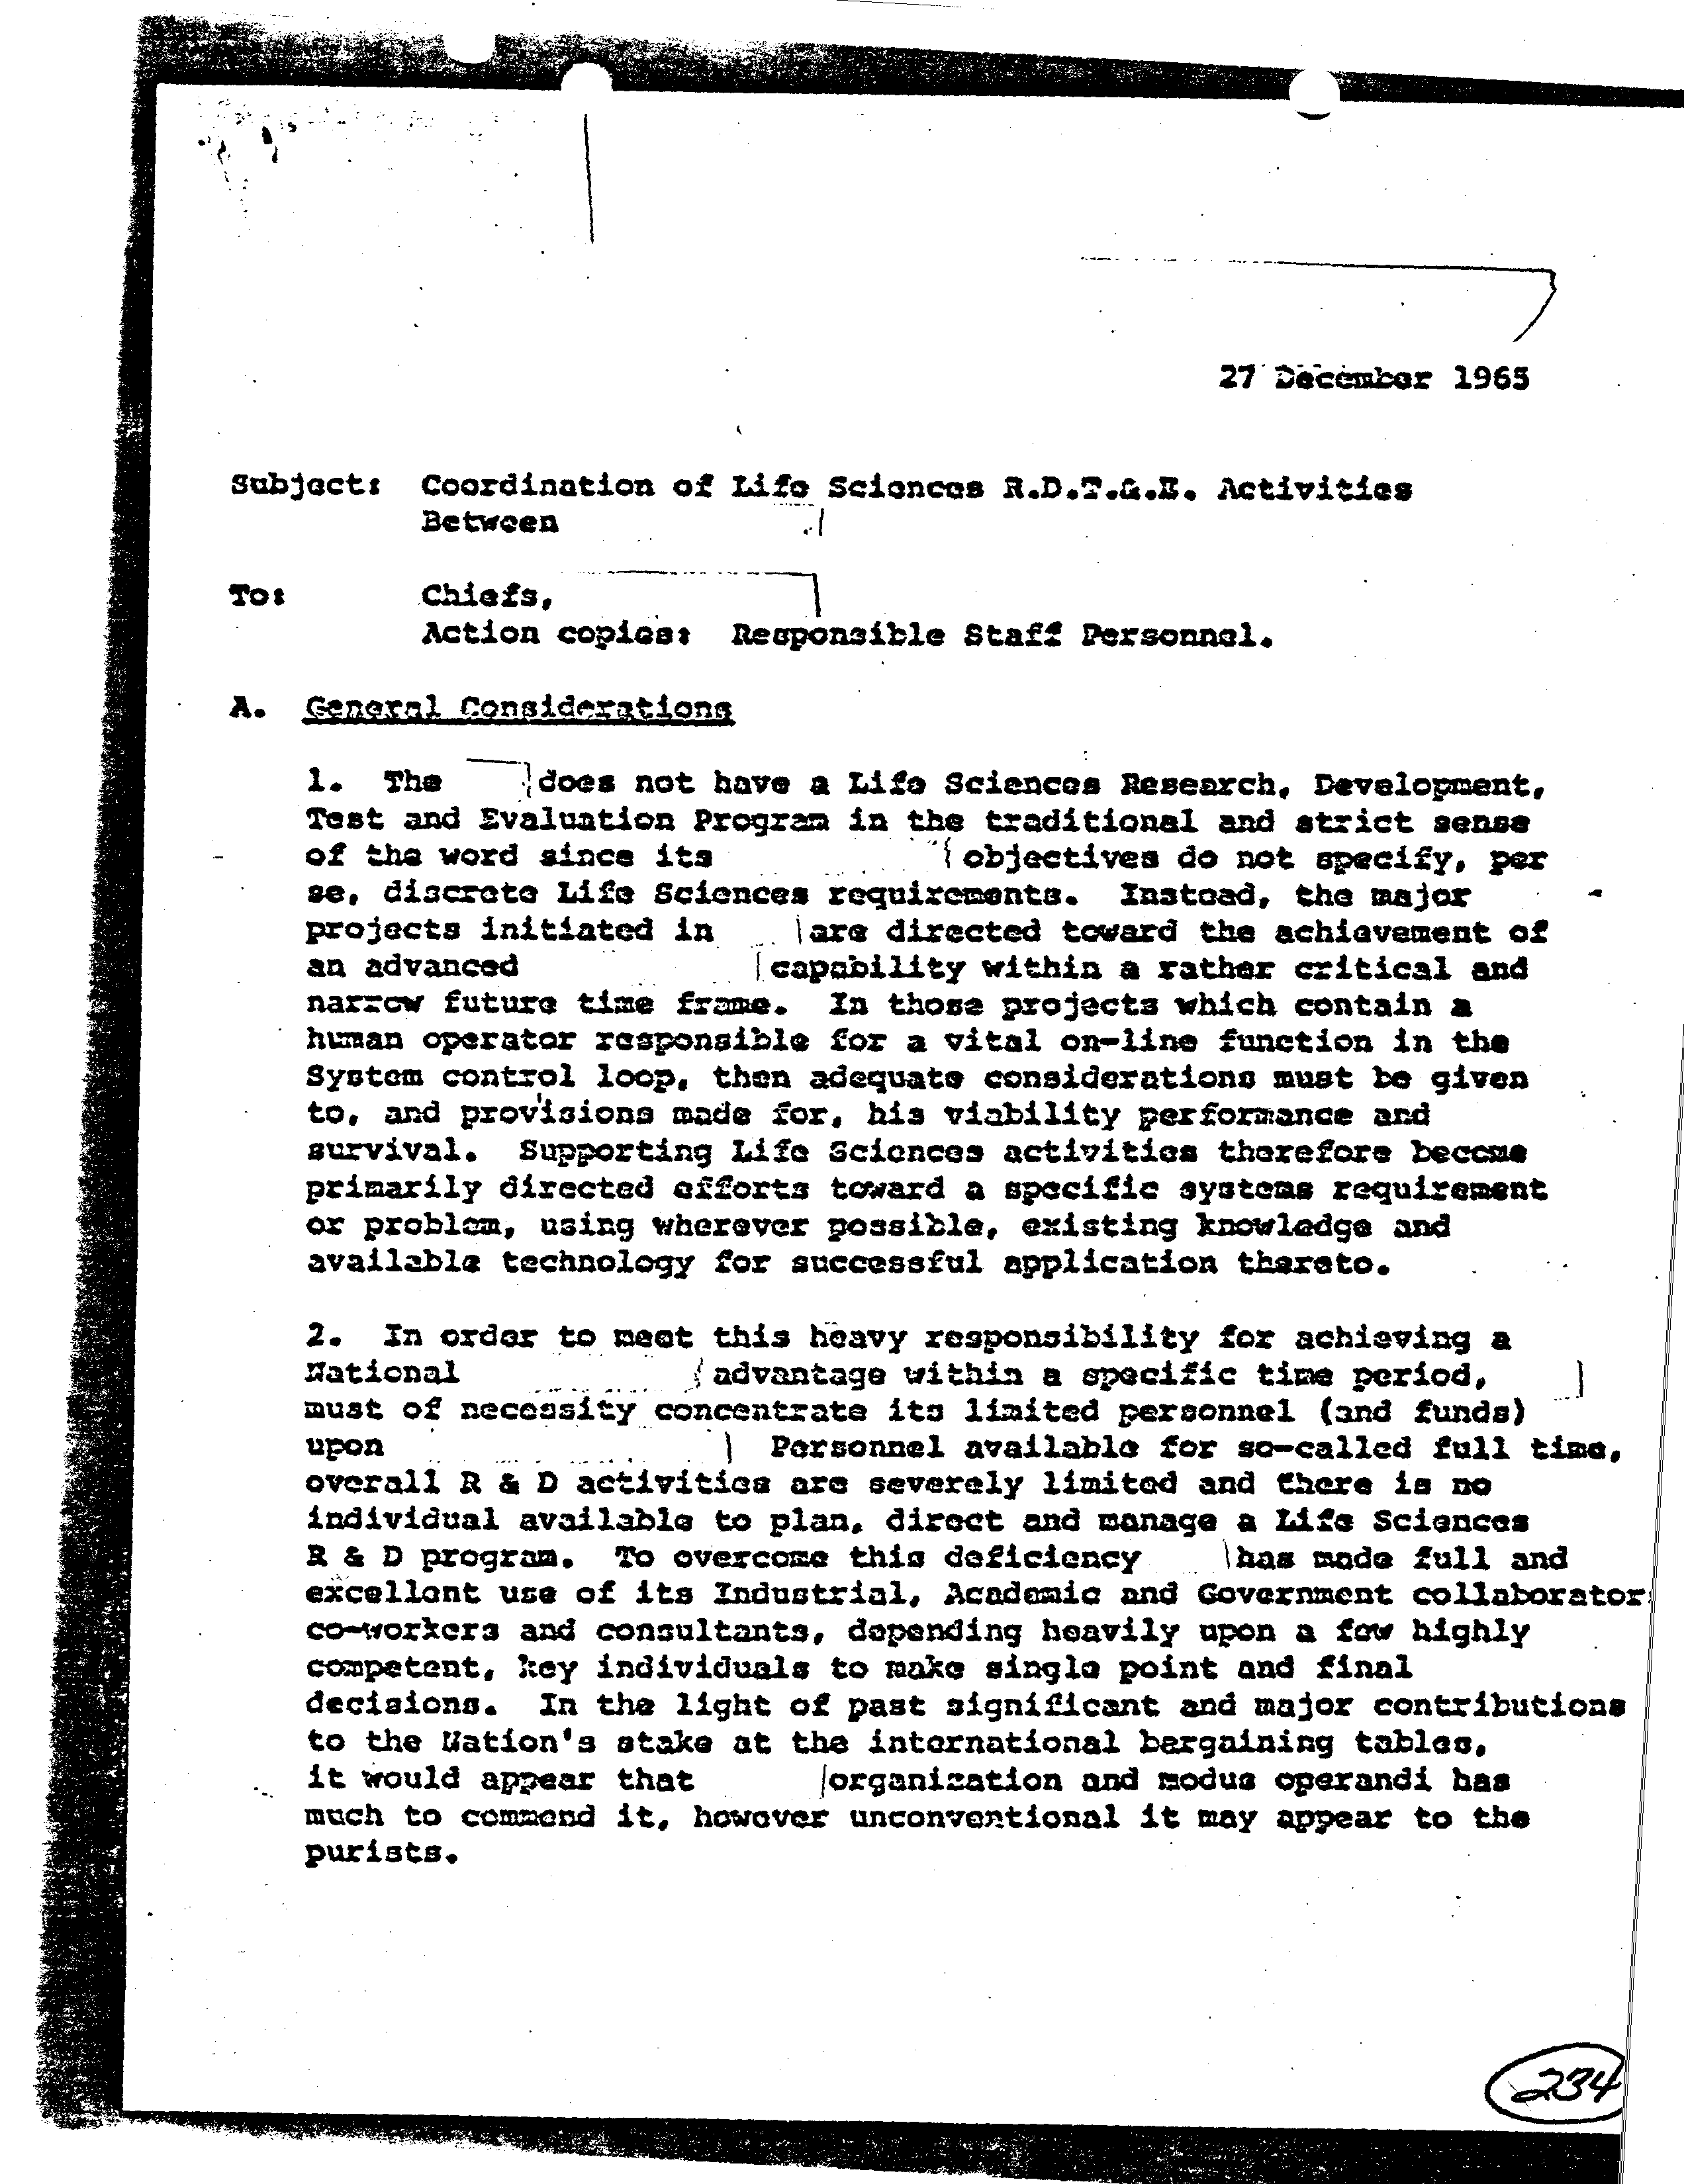 27 December 1965
Subject: Coordination of Life Sciences R.D.T.&.E. Activities
Between
To: Chiefs,
Action copies: Responsible Staff Personnel.
A. General Considerations
1. The does not have a Life Sciences Research, Development,
Test and Evaluation Program in the traditional and strict sense
of the word since its objectives do not specify, per
se, discrete Life Sciences requirements. Instead, the major
projects initiated in are directed toward the achievement of
an advanced capability within a rather critical and
narrow future time frame. In those projects which contain a
human operator responsible for a vital on-line function in the
System control loop, then adequate considerations must be given
to, and provisions made for, his viability performance and
survival. Supporting Life Sciences activities therefore become
primarily directed efforts toward a specific systems requirement
or problem, using wherever possible, existing knowledge and
available technology for successful application thereto.
2. In order to meet this heavy responsibility for achieving a
National advantage within a specific time period,
must of necessity concentrate its limited personnel (and funds)
upon Personnel available for so-called full time,
overall R & D activities are severely limited and there is no
individual available to plan, direct and manage a Life Sciences
R & D program. To overcome this deficiency has made full and
excellent use of its Industrial, Academic and Government collaborator
co-workers and consultants, depending heavily upon a few highly
competent, key individuals to make single point and final
decisions. In the light of past significant and major contributions
to the Nation's stake at the international bargaining tables,
it would appear that organization and modus operandi has
much to commend it, however unconventional it may appear to the
purists.
234